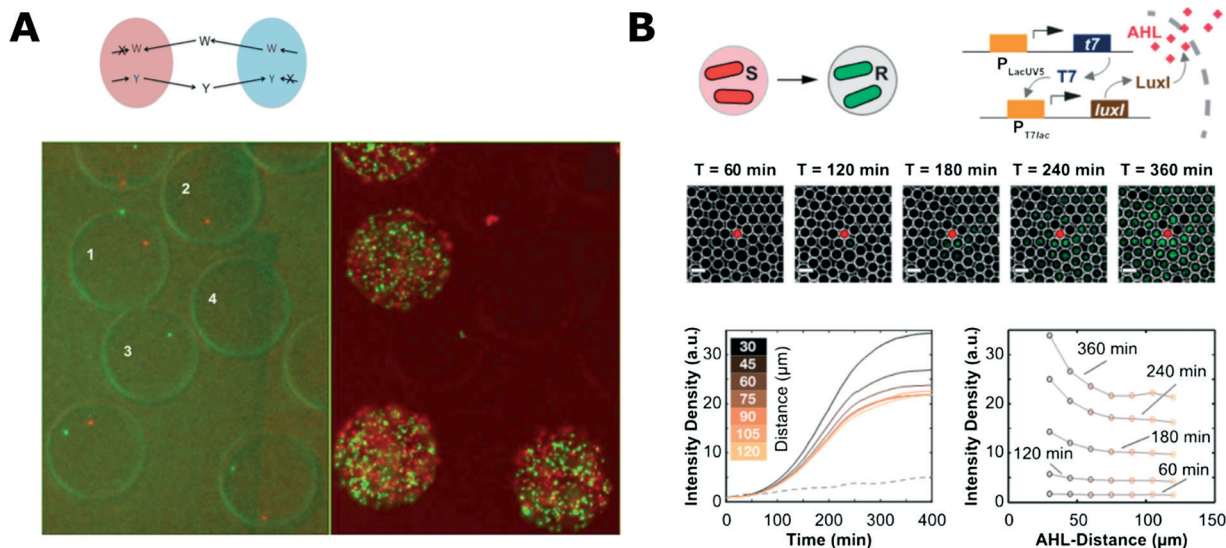 A
W
X W
W
Y
Y
Y X
1
2
3
4
B
S
R
AHL
t7
P LacUV5
T7
LuxI
luxI
P T7lac
T = 60 min
T = 120 min
T = 180 min
T = 240 min
T = 360 min
Intensity Density (a.u.)
30
20
10
0
30
45
60
75
90
105
120
Distance (µm)
0 100 200 300 400
Time (min)
Intensity Density (a.u.)
30
20
10
0
360 min
240 min
180 min
120 min
60 min
0 50 100 150
AHL-Distance (µm)